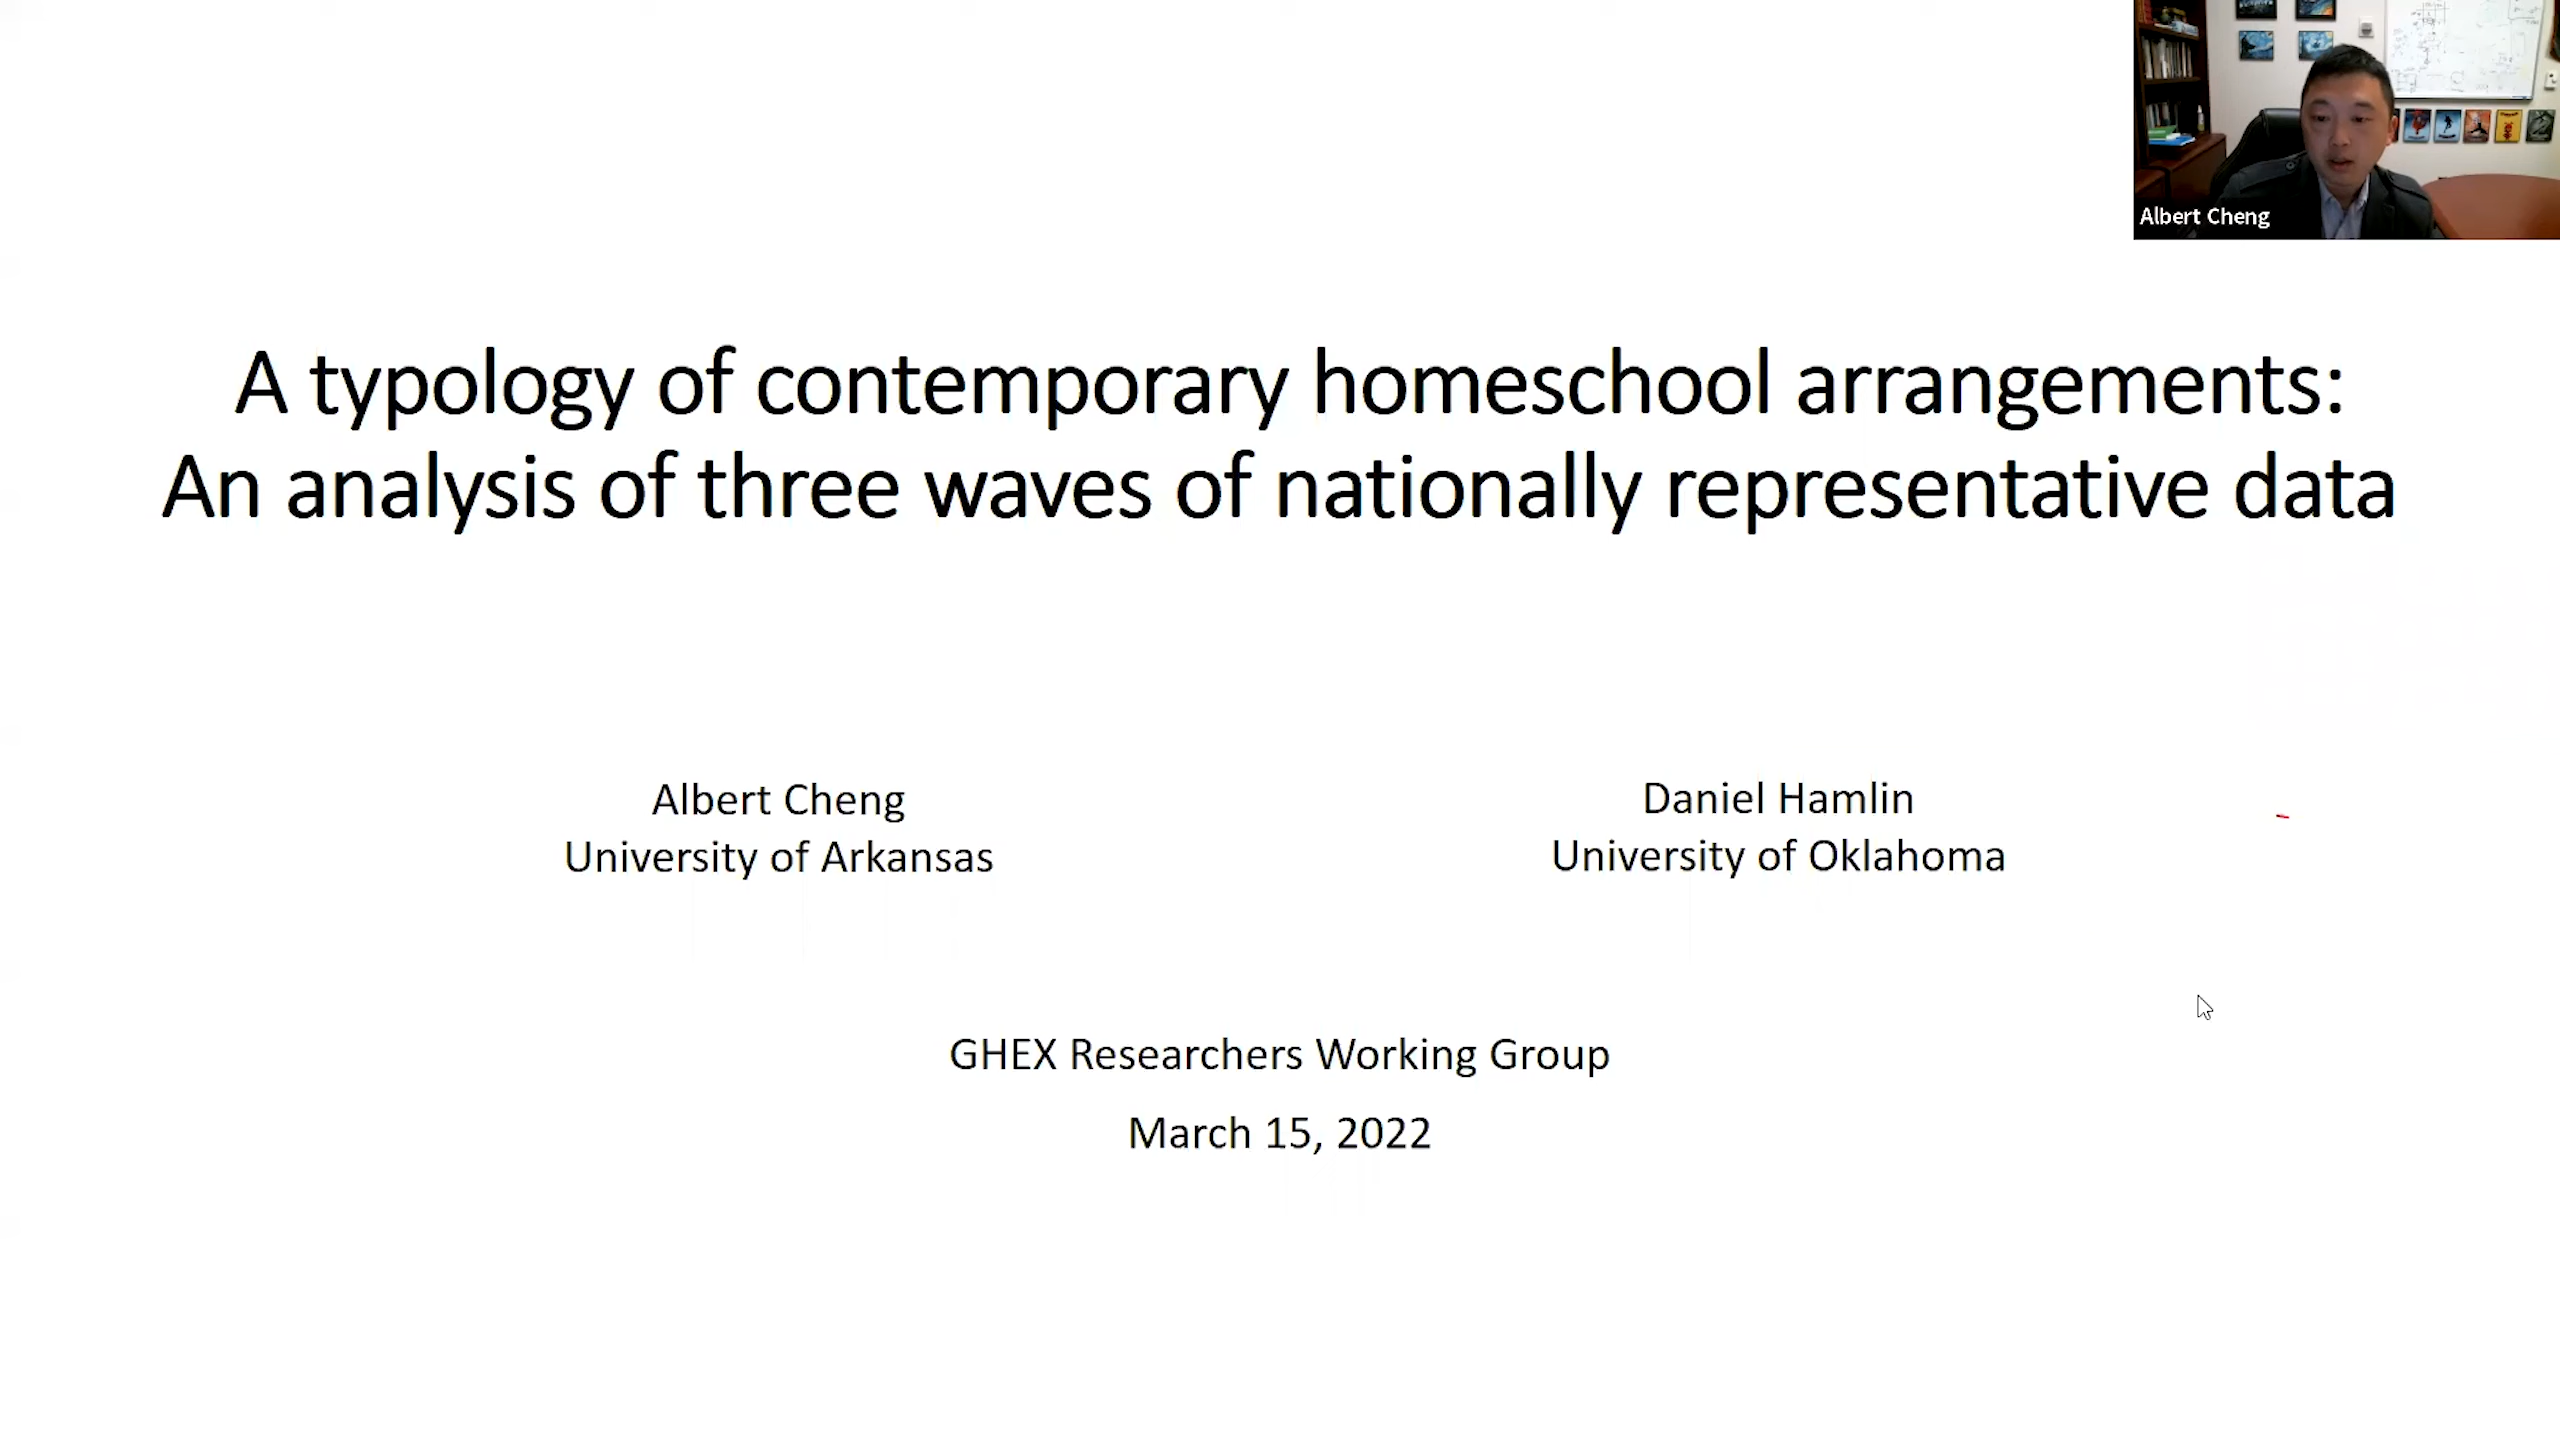 Albert Cheng
A typology of contemporary homeschool arrangements:
An analysis of three waves of nationally representative data
Albert Cheng
University of Arkansas
Daniel Hamlin
University of Oklahoma
GHEX Researchers Working Group
March 15, 2022